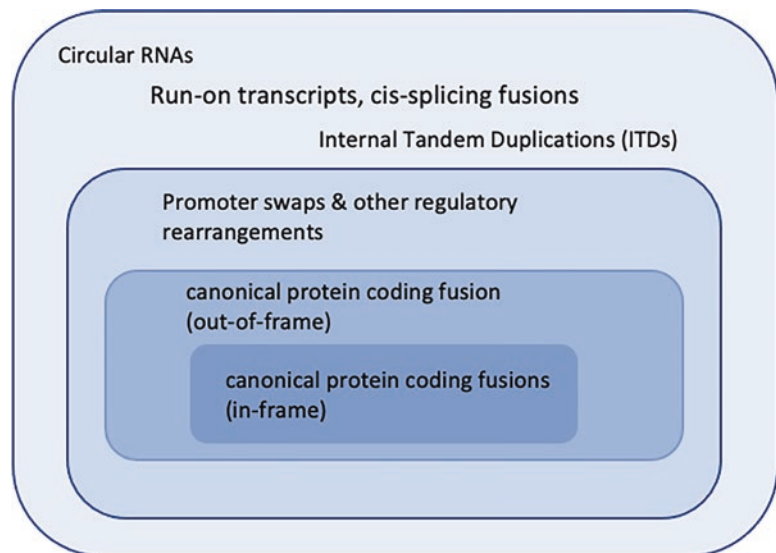 Circular RNAs
Run-on transcripts, cis-splicing fusions
Internal Tandem Duplications (ITDs)
Promoter swaps & other regulatory
rearrangements
canonical protein coding fusion
(out-of-frame)
canonical protein coding fusions
(in-frame)